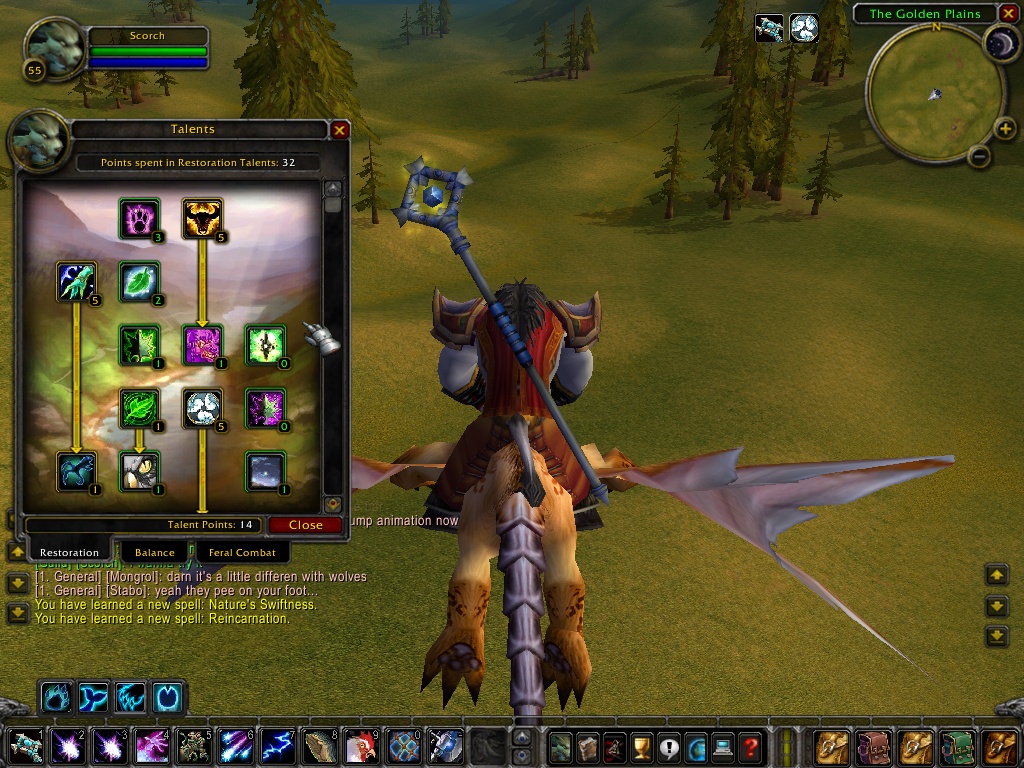 Scorch
55
The Golden Plains
N
Talents
Points spent in Restoration Talents: 32
3
5
5
2
1
1
0
1
5
0
1
1
1
Talent Points: 14
Close
ump animation now
Restoration
Balance
Feral Combat
[1. General] [Mongrol]: darn it's a little differen with wolves
[1. General] [Stabo]: yeah they pee on your foot...
You have learned a new spell: Nature's Swiftness.
You have learned a new spell: Reincarnation.
2 3 4 5 6 7 8 9 0